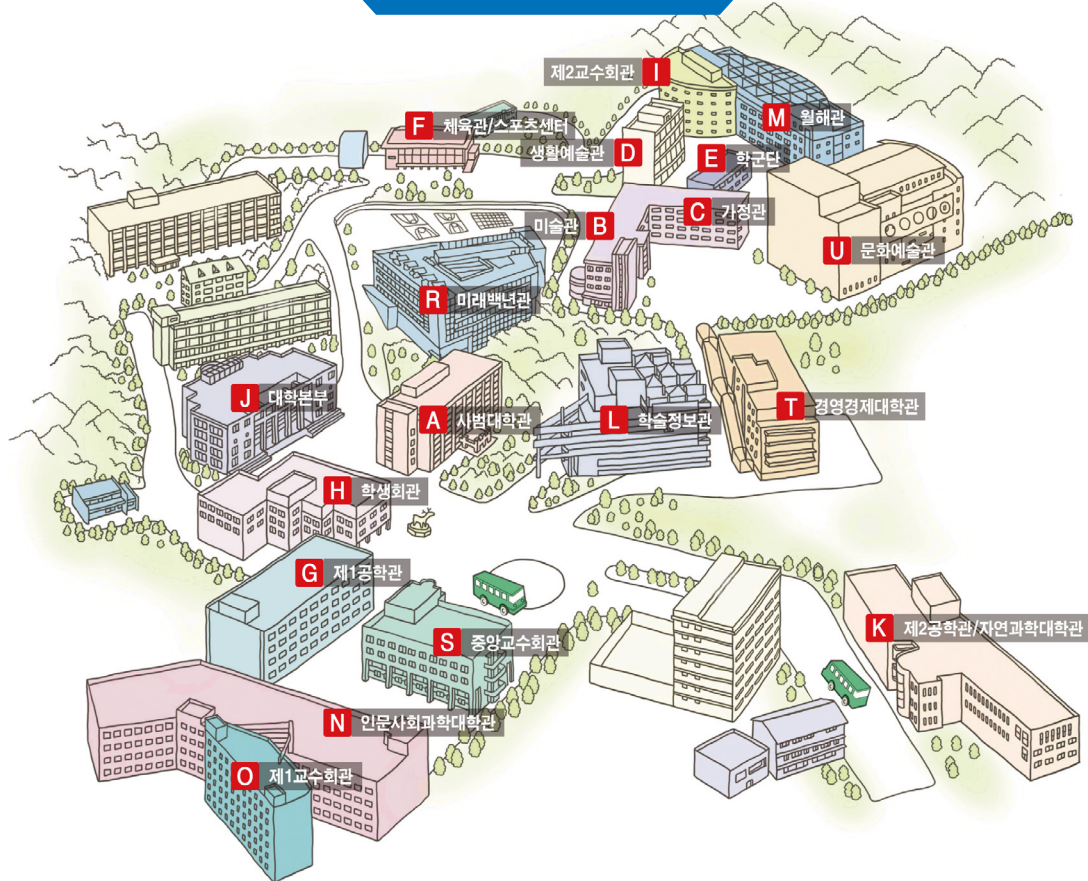 I 제2교수회관
M 월해관
F 체육관/스포츠센터
D 생활예술관
E 학군단
B 미술관
C 가정관
U 문화예술관
R 미래백년관
J 대학본부
A 사범대학관
L 학술정보관
T 경영경제대학관
H 학생회관
G 제1공학관
S 중앙교수회관
K 제2공학관/자연과학대학관
N 인문사회과학대학관
O 제1교수회관